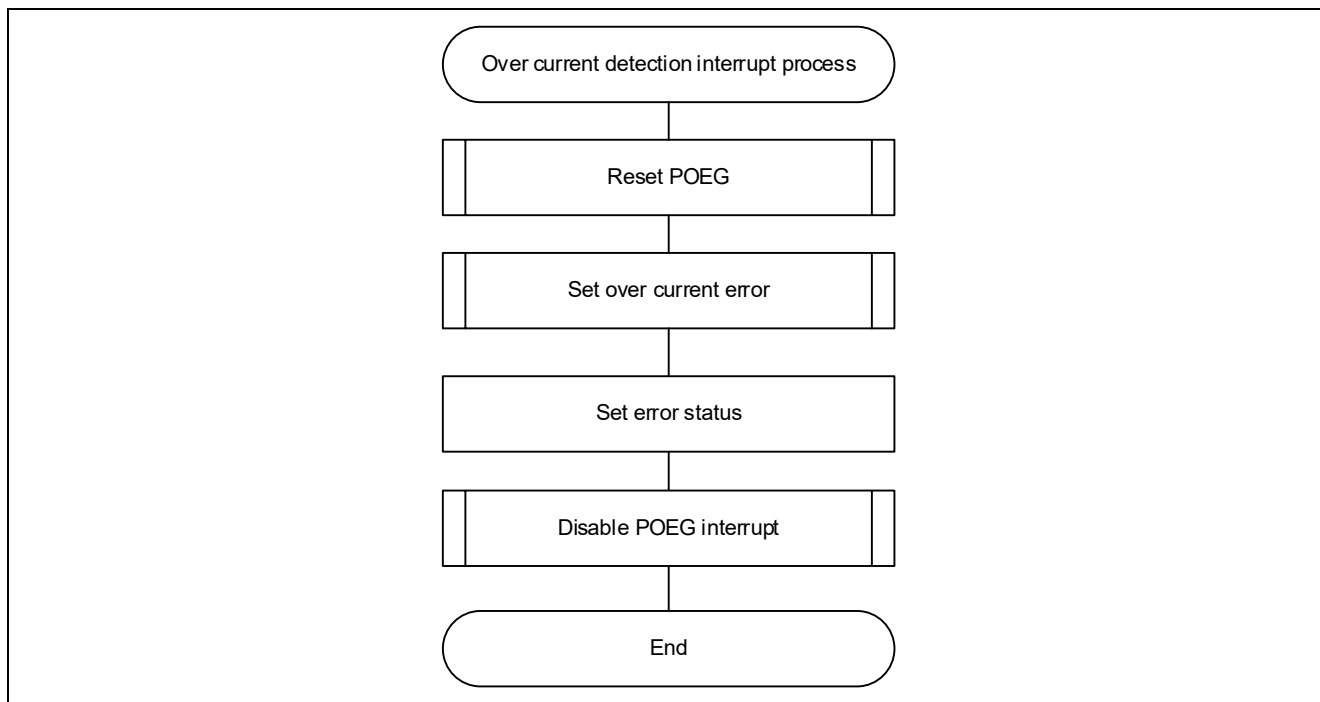 Over current detection interrupt process
Reset POEG
Set over current error
Set error status
Disable POEG interrupt
End